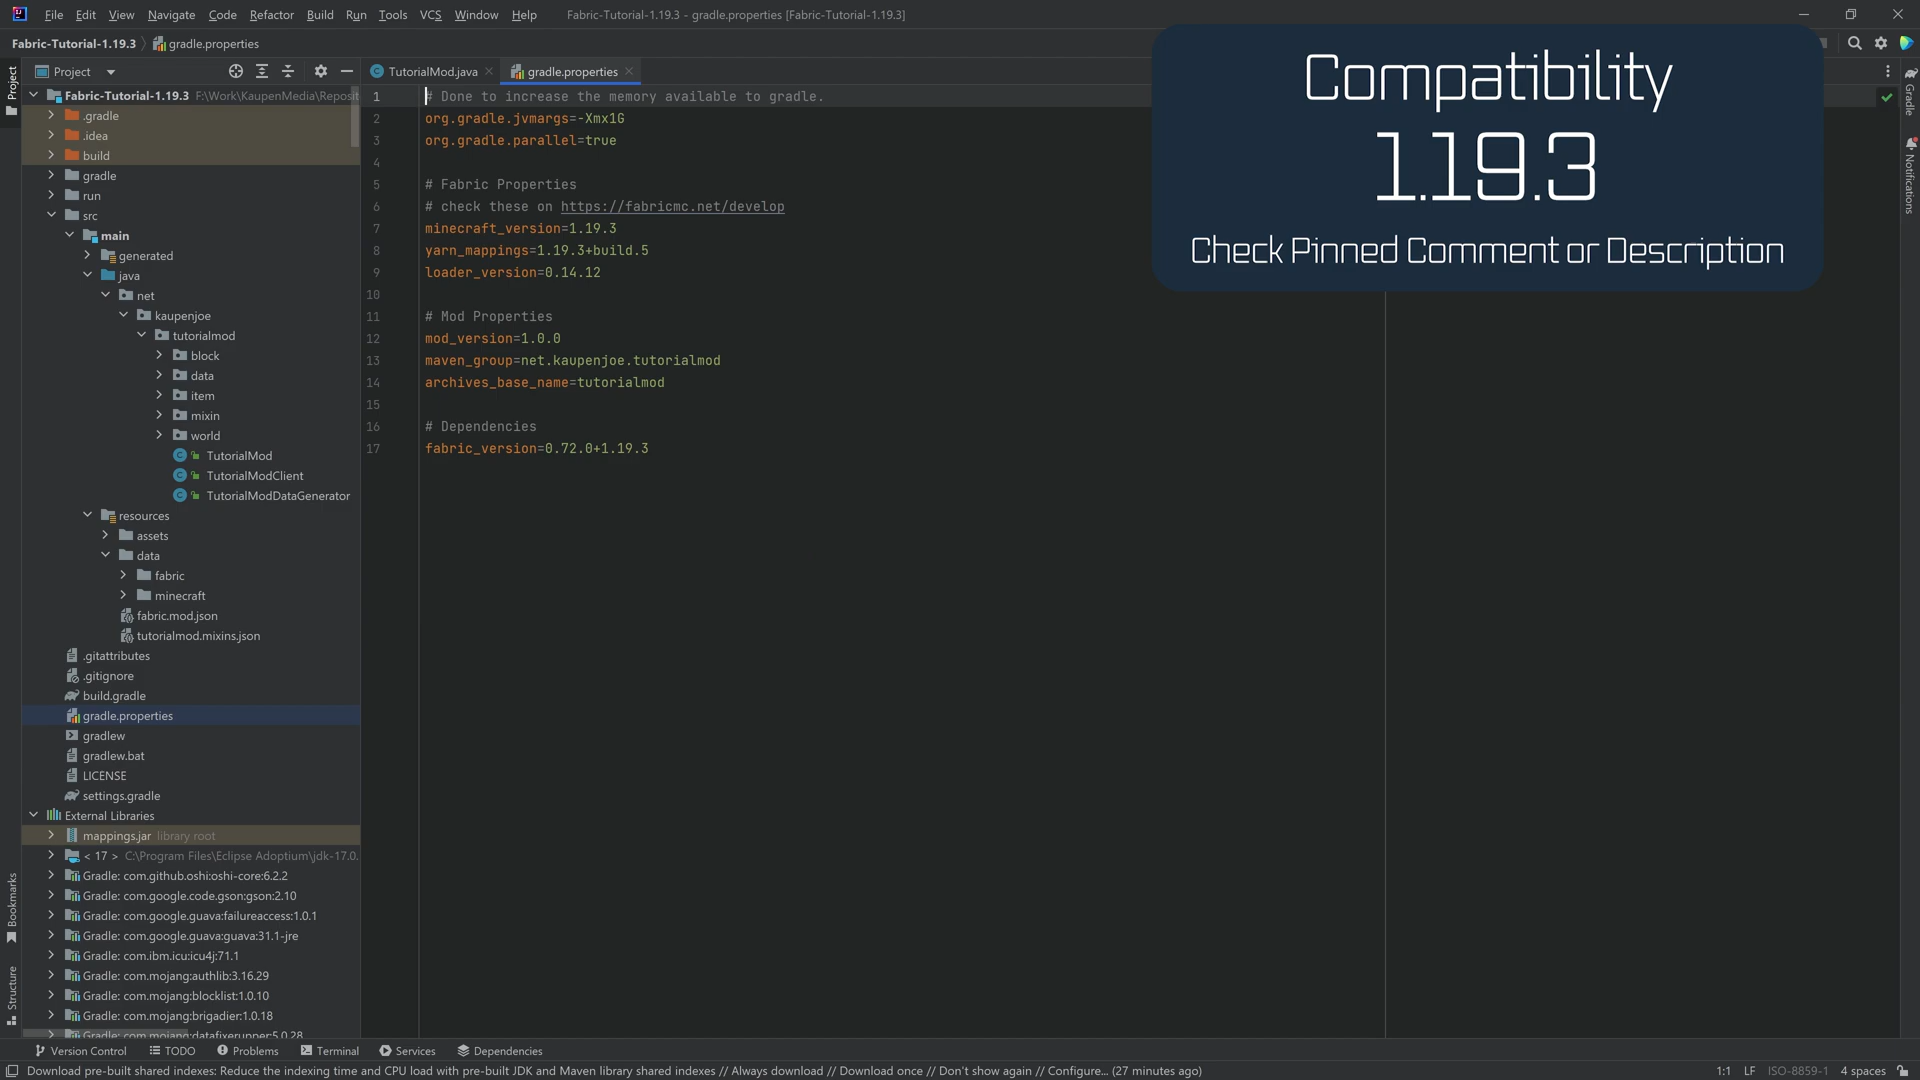 File Edit View Navigate Code Refactor Build Run Tools VCS Window Help Fabric-Tutorial-1.19.3 - gradle.properties [Fabric-Tutorial-1.19.3]
Fabric-Tutorial-1.19.3 gradle.properties
Project
TutorialMod.java gradle.properties
Compatibility
1.19.3
Check Pinned Comment or Description
Project
Gradle
Notifications
Bookmarks
Structure
Fabric-Tutorial-1.19.3 F:\Work\KaupenMedia\Reposit
.gradle
.idea
build
gradle
run
src
main
generated
java
net
kaupenjoe
tutorialmod
block
data
item
mixin
world
TutorialMod
TutorialModClient
TutorialModDataGenerator
resources
assets
data
fabric
minecraft
fabric.mod.json
tutorialmod.mixins.json
.gitattributes
.gitignore
build.gradle
gradle.properties
gradlew
gradlew.bat
LICENSE
settings.gradle
External Libraries
mappings.jar library root
< 17 > C:\Program Files\Eclipse Adoptium\jdk-17.0.
Gradle: com.github.oshi:oshi-core:6.2.2
Gradle: com.google.code.gson:gson:2.10
Gradle: com.google.guava:failureaccess:1.0.1
Gradle: com.google.guava:guava:31.1-jre
Gradle: com.ibm.icu:icu4j:71.1
Gradle: com.mojang:authlib:3.16.29
Gradle: com.mojang:blocklist:1.0.10
Gradle: com.mojang:brigadier:1.0.18
Gradle: com.mojang:datafixerupper:5.0.28
1 # Done to increase the memory available to gradle.
2 org.gradle.jvmargs=-Xmx1G
3 org.gradle.parallel=true
4
5 # Fabric Properties
6 # check these on https://fabricmc.net/develop
7 minecraft_version=1.19.3
8 yarn_mappings=1.19.3+build.5
9 loader_version=0.14.12
10
11 # Mod Properties
12 mod_version=1.0.0
13 maven_group=net.kaupenjoe.tutorialmod
14 archives_base_name=tutorialmod
15
16 # Dependencies
17 fabric_version=0.72.0+1.19.3
Version Control TODO Problems Terminal Services Dependencies
Download pre-built shared indexes: Reduce the indexing time and CPU load with pre-built JDK and Maven library shared indexes // Always download // Download once // Don't show again // Configure... (27 minutes ago) 1:1 LF ISO-8859-1 4 spaces